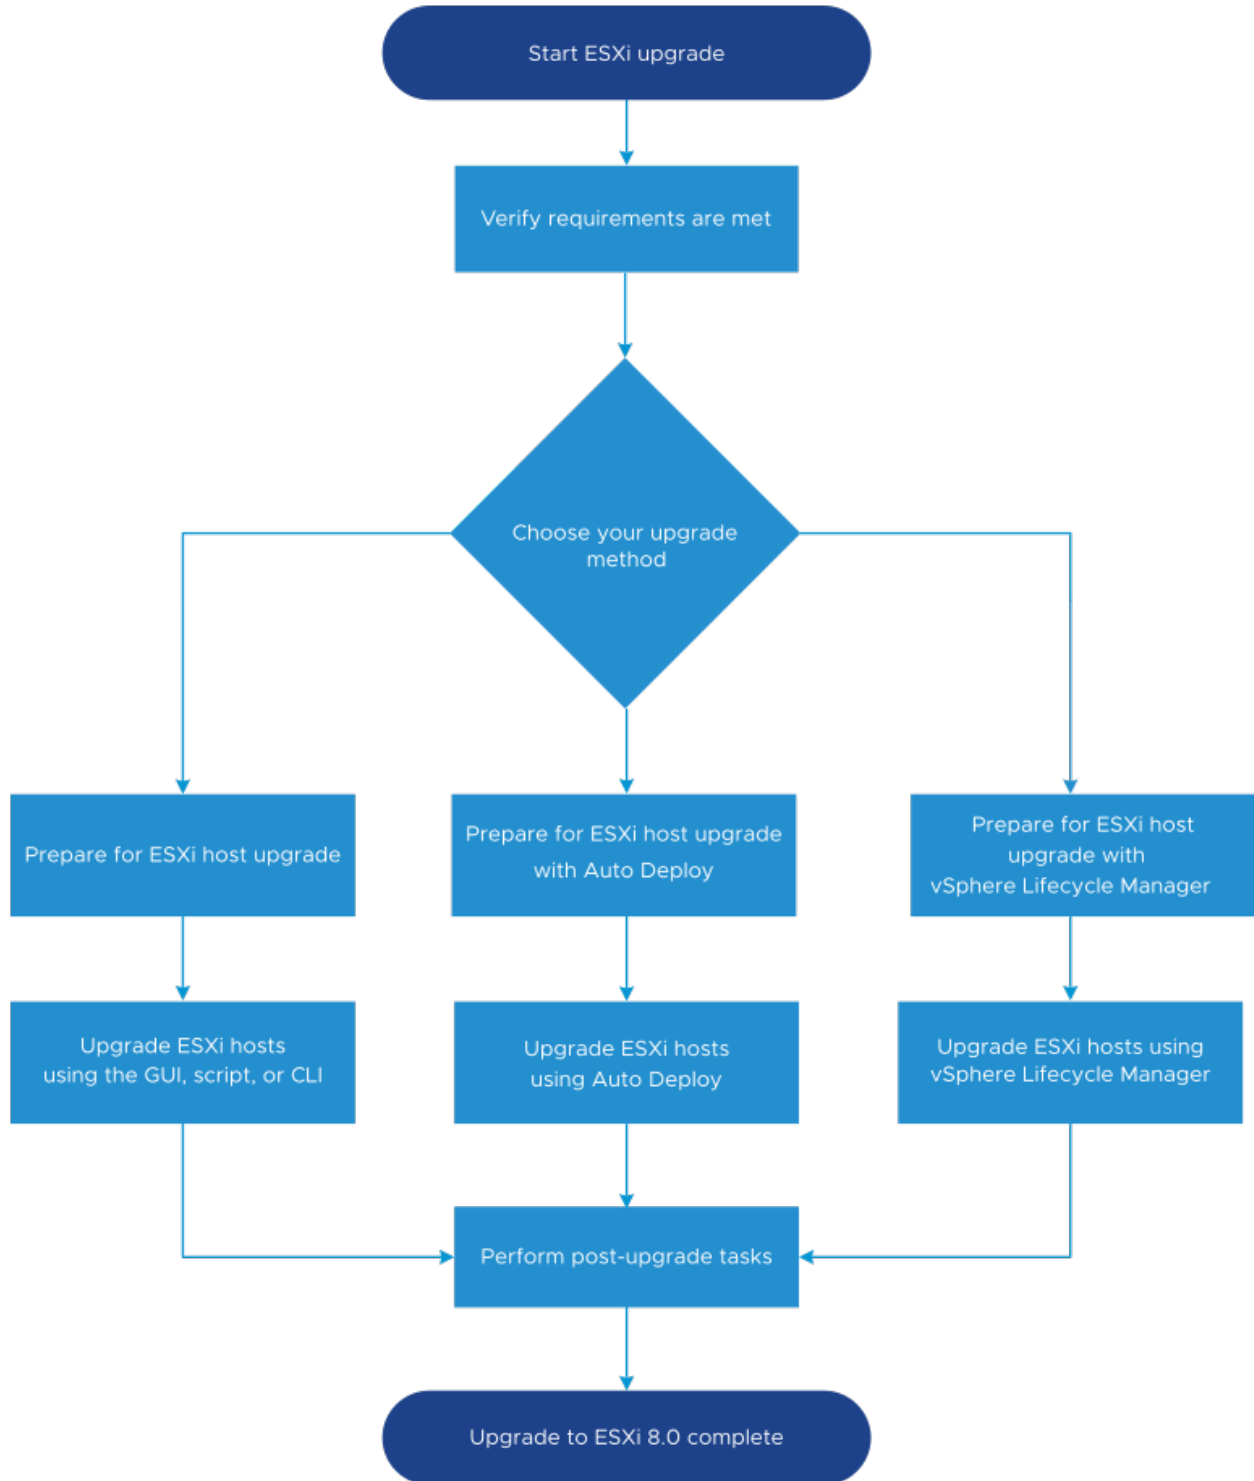 Start ESXi upgrade
Verify requirements are met
Choose your upgrade
method
Prepare for ESXi host upgrade
Prepare for ESXi host upgrade
with Auto Deploy
Prepare for ESXi host
upgrade with
vSphere Lifecycle Manager
Upgrade ESXi hosts
using the GUI, script, or CLI
Upgrade ESXi hosts
using Auto Deploy
Upgrade ESXi hosts using
vSphere Lifecycle Manager
Perform post-upgrade tasks
Upgrade to ESXi 8.0 complete